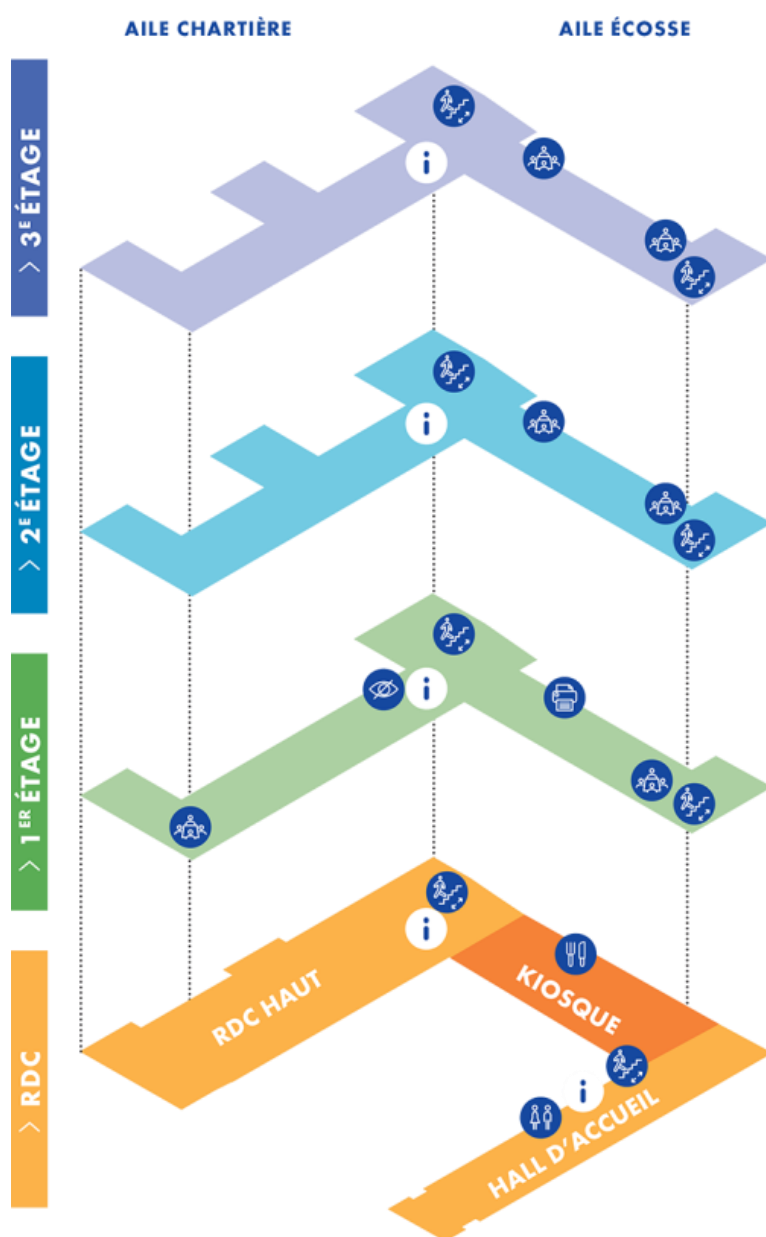 AILE CHARTIÈRE
AILE ÉCOSSE
> 3E ÉTAGE
i
> 2E ÉTAGE
i
> 1ER ÉTAGE
i
> RDC
i
RDC HAUT
KIOSQUE
i
HALL D'ACCUEIL